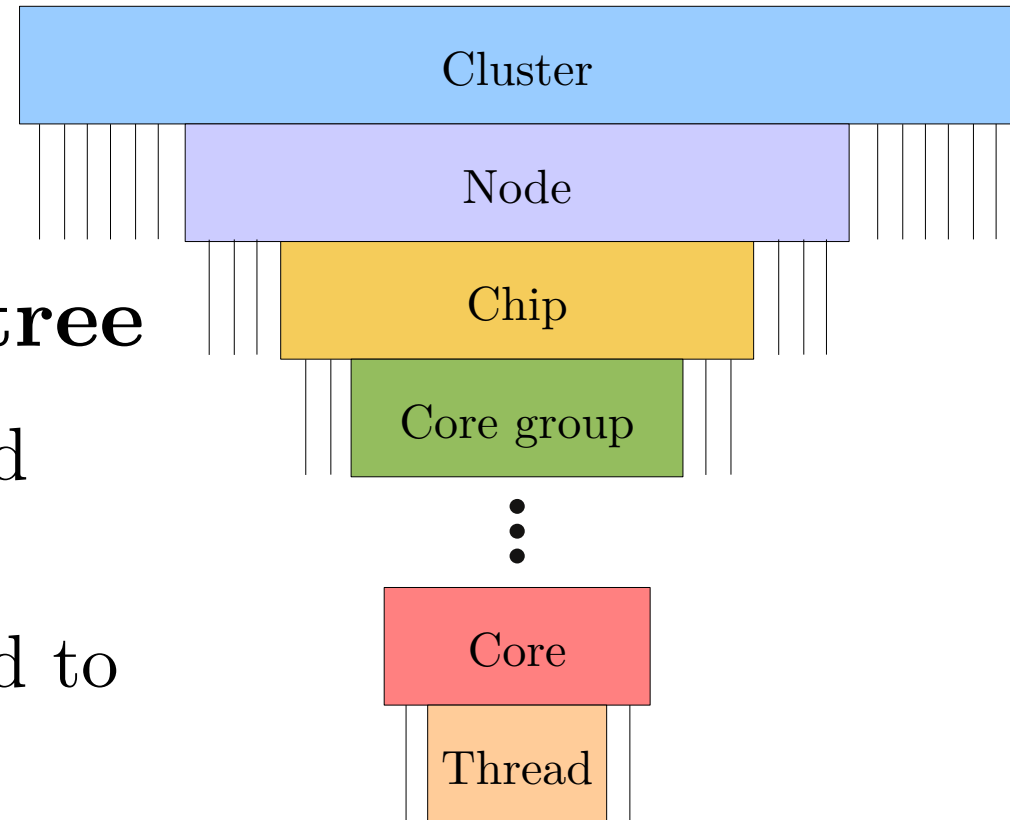 Cluster
Node
Chip
tree
Core group
d
Core
d to
Thread